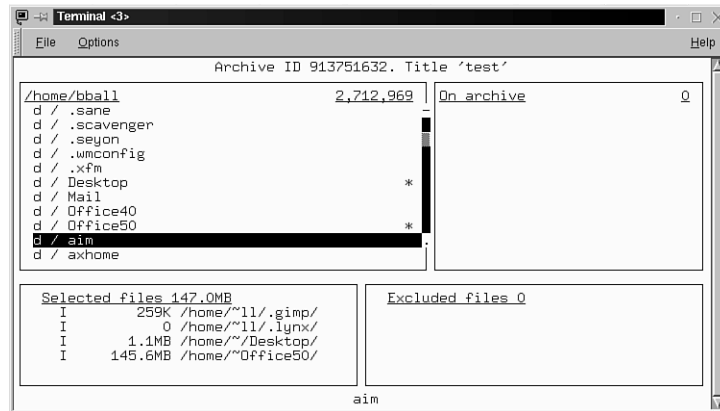 Terminal <3>
File Options Help
Archive ID 913751632. Title 'test'
/home/bball 2,712,969
d / .sane
d / .scavenger
d / .seyon
d / .wmconfig
d / .xfm
d / Desktop *
d / Mail
d / Office40
d / Office50 *
d / aim
d / axhome
On archive 0
Selected files 147.0MB
I 259K /home/~ll/.gimp/
I 0 /home/~ll/.lynx/
I 1.1MB /home/~/Desktop/
I 145.6MB /home/~Office50/
Excluded files 0
aim